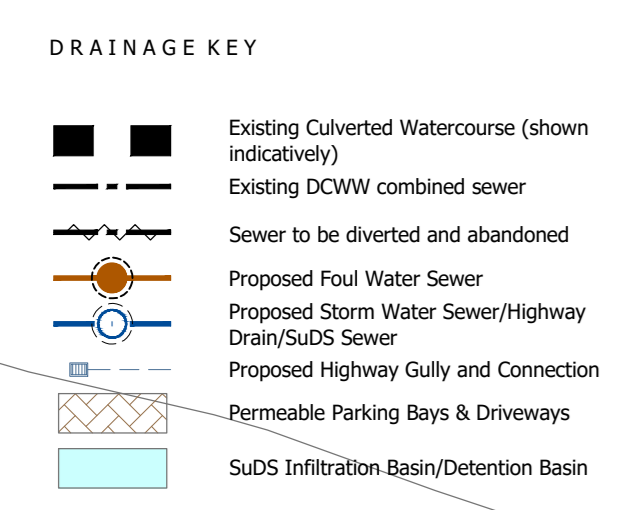 DRAINAGE KEY
Existing Culverted Watercourse (shown
indicatively)
Existing DCWW combined sewer
Sewer to be diverted and abandoned
Proposed Foul Water Sewer
Proposed Storm Water Sewer/Highway
Drain/SuDS Sewer
Proposed Highway Gully and Connection
Permeable Parking Bays & Driveways
SuDS Infiltration Basin/Detention Basin